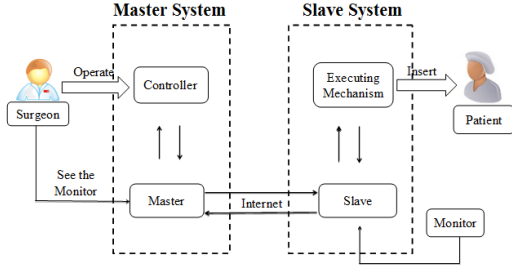 Master System
Slave System
Operate
Controller
Executing
Mechanism
Insert
Surgeon
Patient
See the
Monitor
Master
Internet
Slave
Monitor